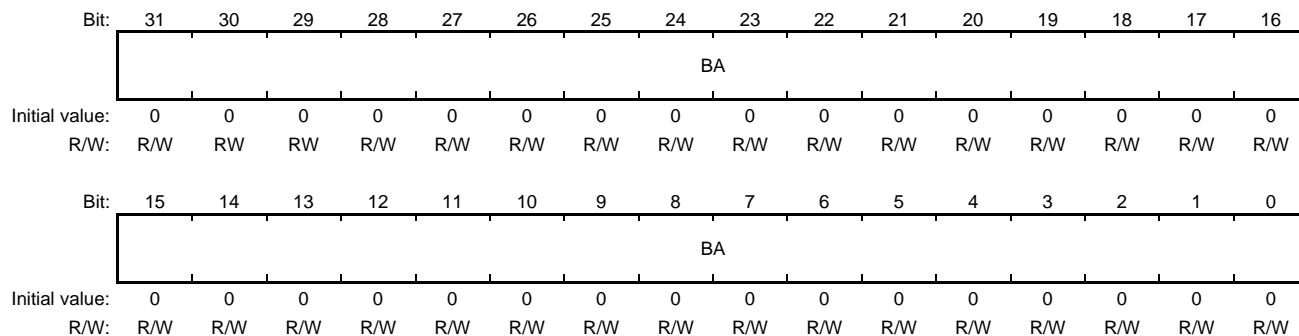 Bit: 31 30 29 28 27 26 25 24 23 22 21 20 19 18 17 16
BA
Initial value: 0 0 0 0 0 0 0 0 0 0 0 0 0 0 0 0
R/W: R/W RW RW R/W R/W R/W R/W R/W R/W R/W R/W R/W R/W R/W R/W R/W
Bit: 15 14 13 12 11 10 9 8 7 6 5 4 3 2 1 0
BA
Initial value: 0 0 0 0 0 0 0 0 0 0 0 0 0 0 0 0
R/W: R/W R/W R/W R/W R/W R/W R/W R/W R/W R/W R/W R/W R/W R/W R/W R/W